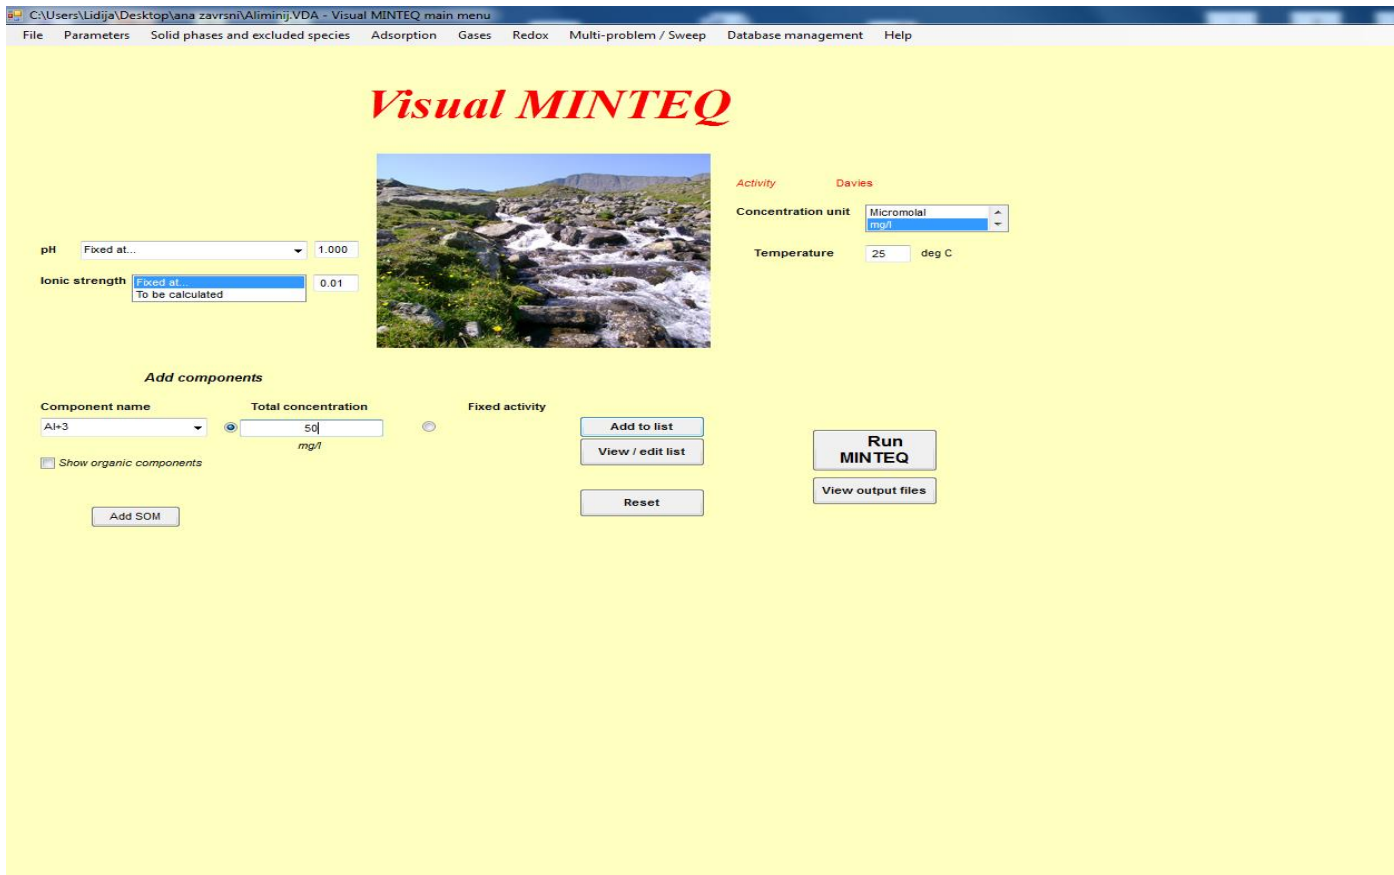 C:\Users\Lidija\Desktop\ana zavrsni\Aliminij.VDA - Visual MINTEQ main menu
File Parameters Solid phases and excluded species Adsorption Gases Redox Multi-problem / Sweep Database management Help
Visual MINTEQ
Activity Davies
Concentration unit Micromolal
mg/l
pH Fixed at... 1.000
Temperature 25 deg C
Ionic strength Fixed at... 0.01
To be calculated
Add components
Component name Total concentration Fixed activity
Al+3 50 Add to list
mg/l
Show organic components
View / edit list
Run
MINTEQ
View output files
Reset
Add SOM